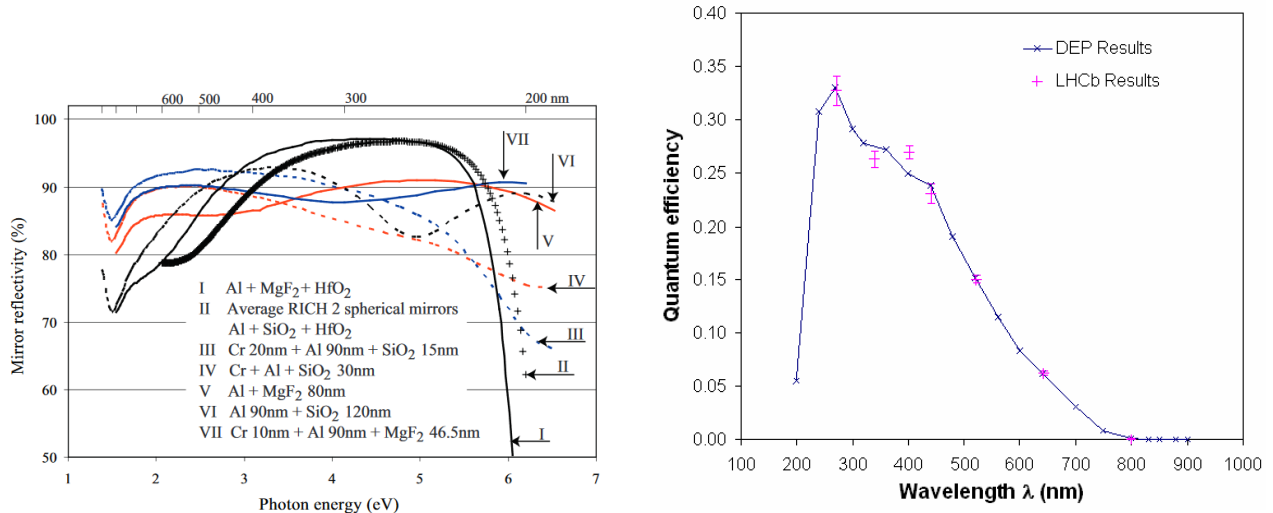 600 500 400 300 200 nm
100
90
80
70
60
50
Mirror reflectivity (%)
VII
VI
V
IV
III
II
I
I Al + MgF₂ + HfO₂
II Average RICH 2 spherical mirrors
Al + SiO₂ + HfO₂
III Cr 20nm + Al 90nm + SiO₂ 15nm
IV Cr + Al + SiO₂ 30nm
V Al + MgF₂ 80nm
VI Al 90nm + SiO₂ 120nm
VII Cr 10nm + Al 90nm + MgF₂ 46.5nm
1 2 3 4 5 6 7
Photon energy (eV)
0.40
0.35
0.30
0.25
0.20
0.15
0.10
0.05
0.00
Quantum efficiency
DEP Results
LHCb Results
100 200 300 400 500 600 700 800 900 1000
Wavelength λ (nm)